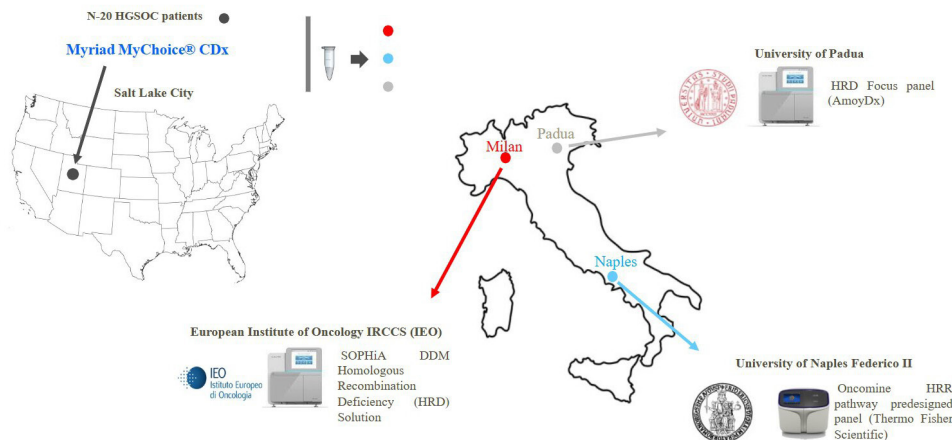 N-20 HGSOC patients
Myriad MyChoice® CDx
Salt Lake City
University of Padua
HRD Focus panel
(AmoyDx)
Padua
Milan
Naples
European Institute of Oncology IRCCS (IEO)
IEO
Istituto Europeo
di Oncologia
SOPHiA DDM
Homologous
Recombination
Deficiency (HRD)
Solution
University of Naples Federico II
Oncomine HRR
pathway predesigned
panel (Thermo Fisher
Scientific)